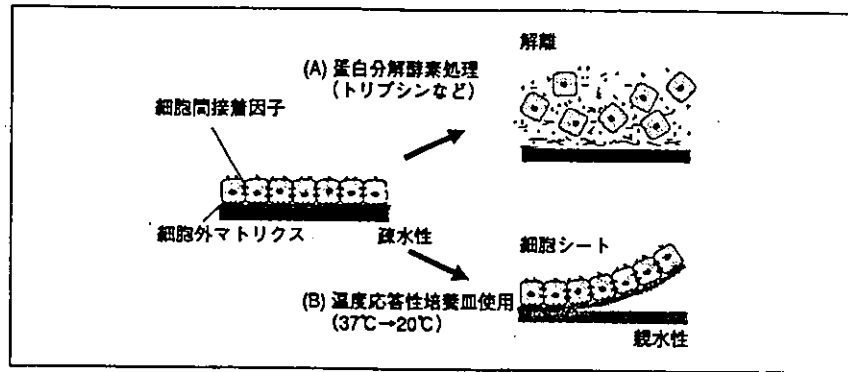 解離
(A) 蛋白分解酵素処理
(トリプシンなど)
細胞間接着因子
細胞外マトリクス
疎水性
細胞シート
(B) 温度応答性培養皿使用
(37℃→20℃)
親水性